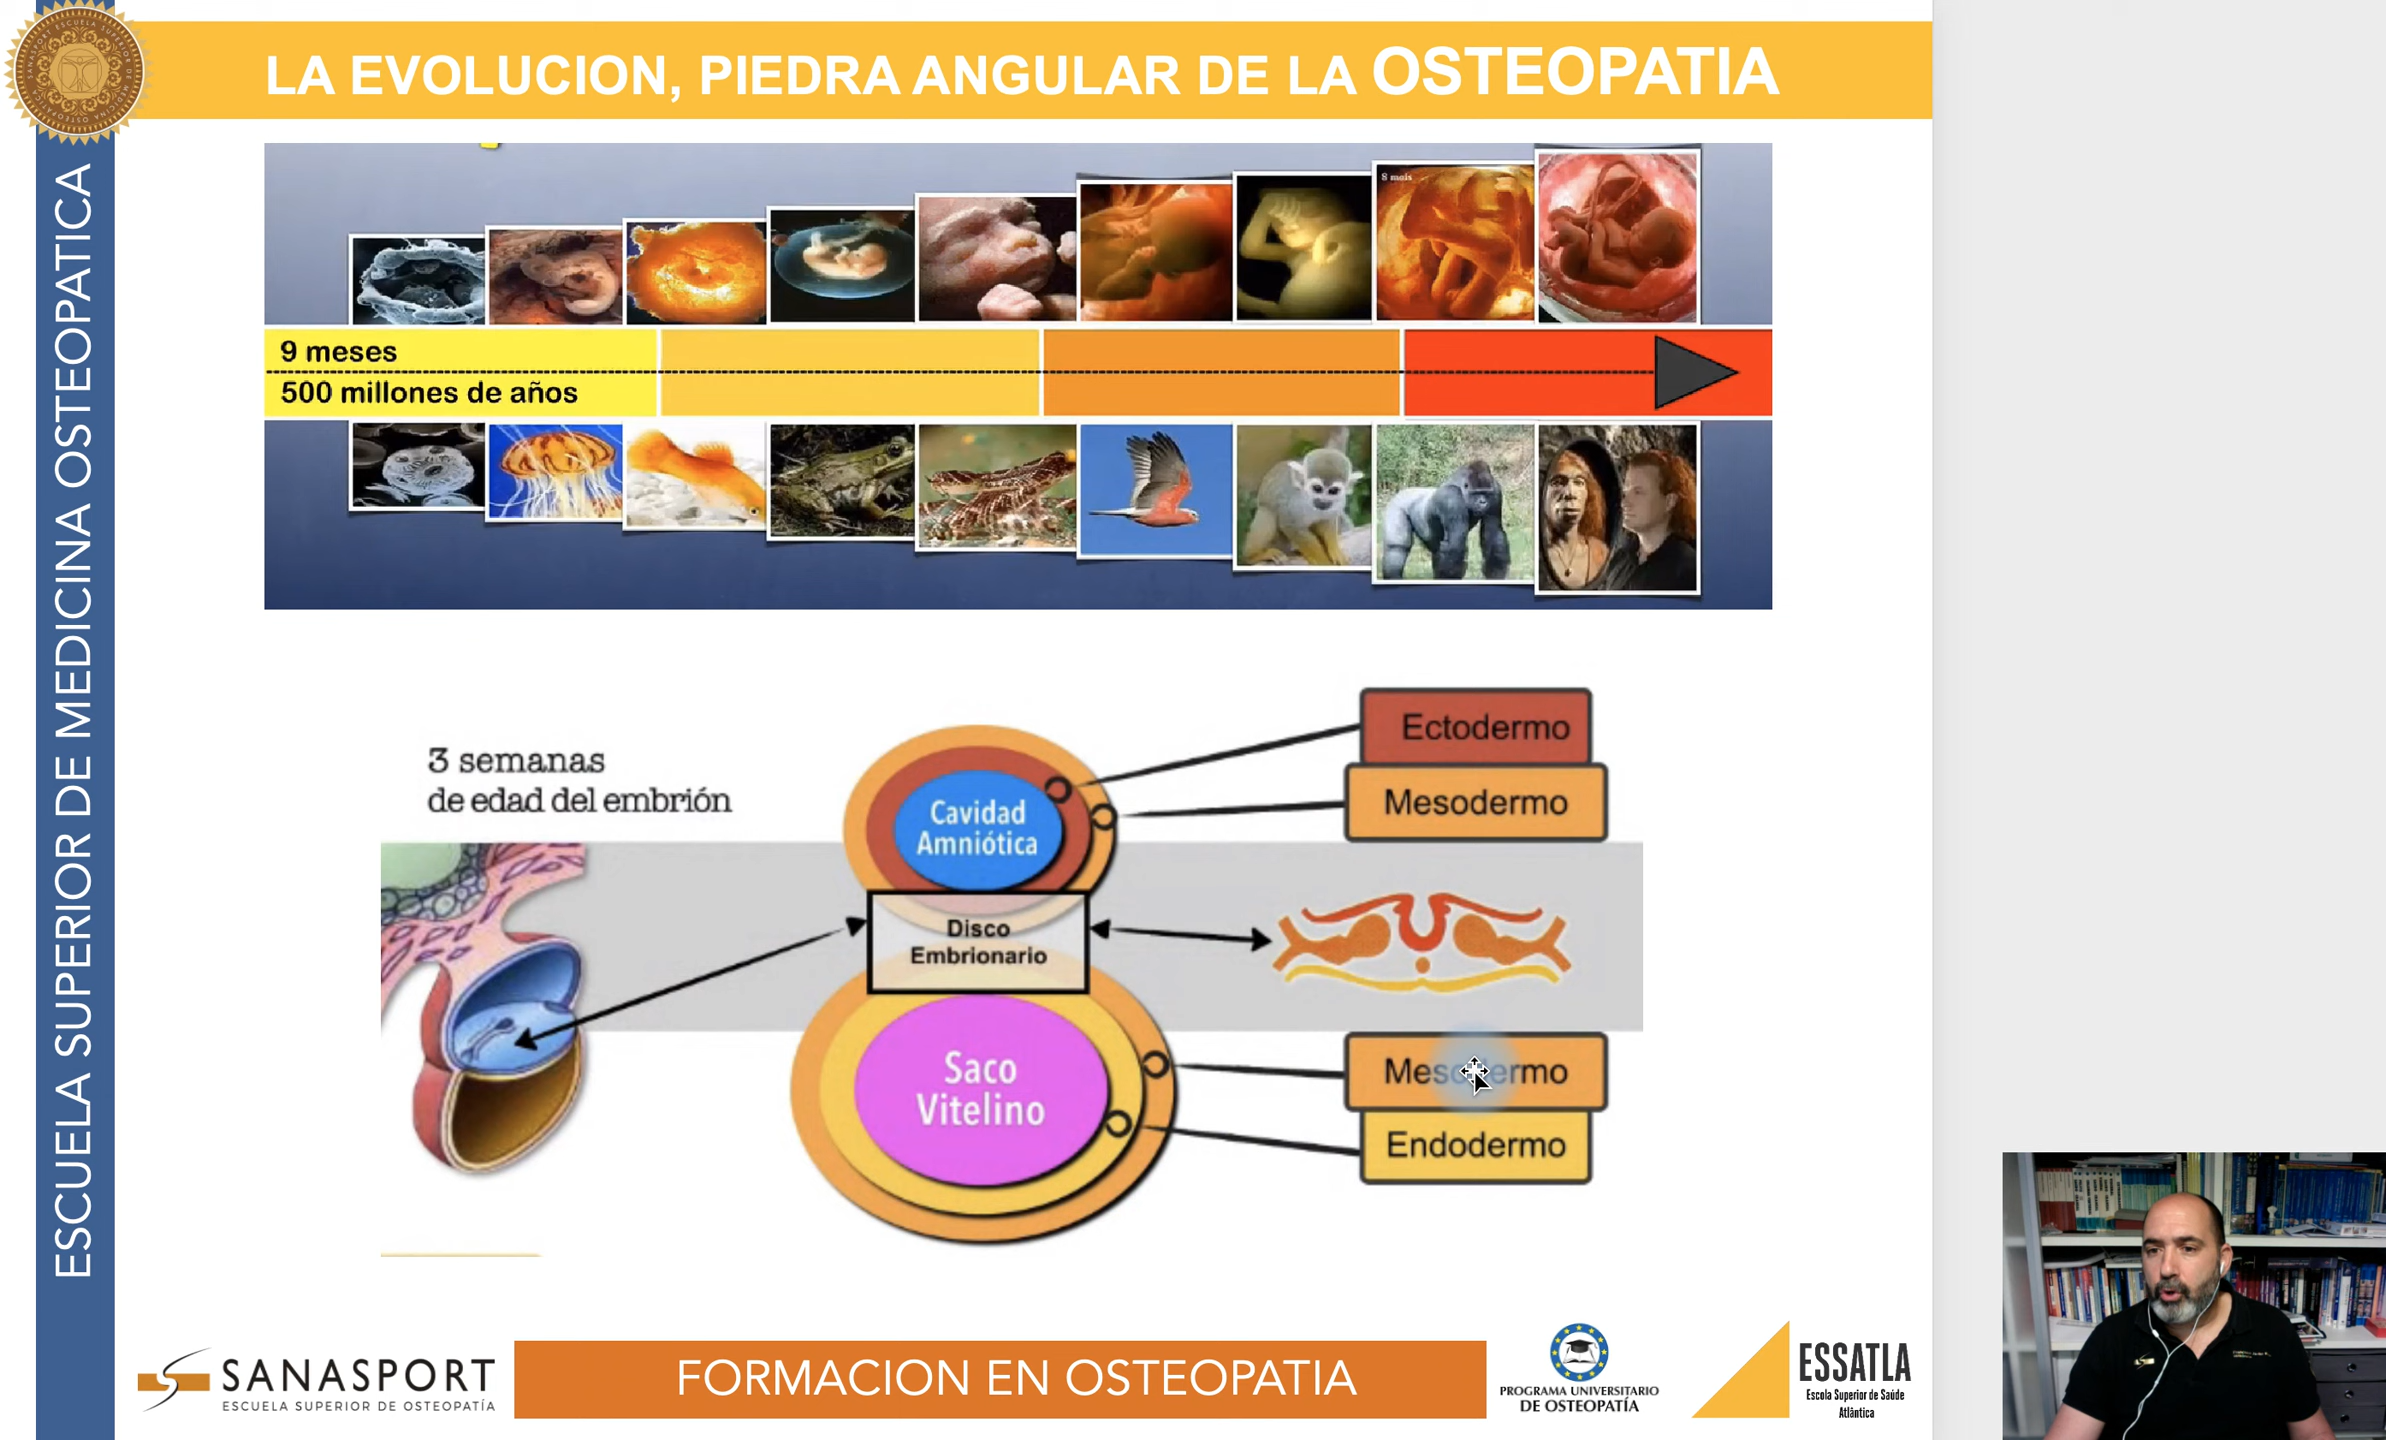 LA EVOLUCION, PIEDRA ANGULAR DE LA OSTEOPATIA
ESCUELA SUPERIOR DE MEDICINA OSTEOPATICA
8 mois
9 meses
500 millones de años
3 semanas
de edad del embrión
Cavidad
Amniótica
Disco
Embrionario
Saco
Vitelino
Ectodermo
Mesodermo
Mesodermo
Endodermo
SANASPORT
ESCUELA SUPERIOR DE OSTEOPATÍA
FORMACION EN OSTEOPATIA
PROGRAMA UNIVERSITARIO
DE OSTEOPATÍA
ESSATLA
Escola Superior de Saúde
Atlântica